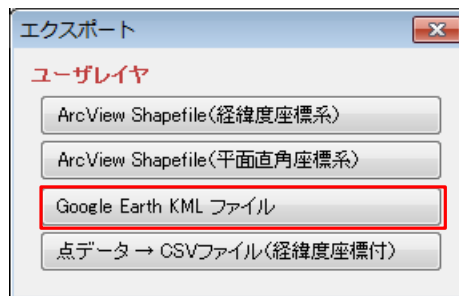 エクスポート
ユーザレイヤ
ArcView Shapefile(経緯度座標系)
ArcView Shapefile(平面直角座標系)
Google Earth KML ファイル
点データ → CSVファイル(経緯度座標付)